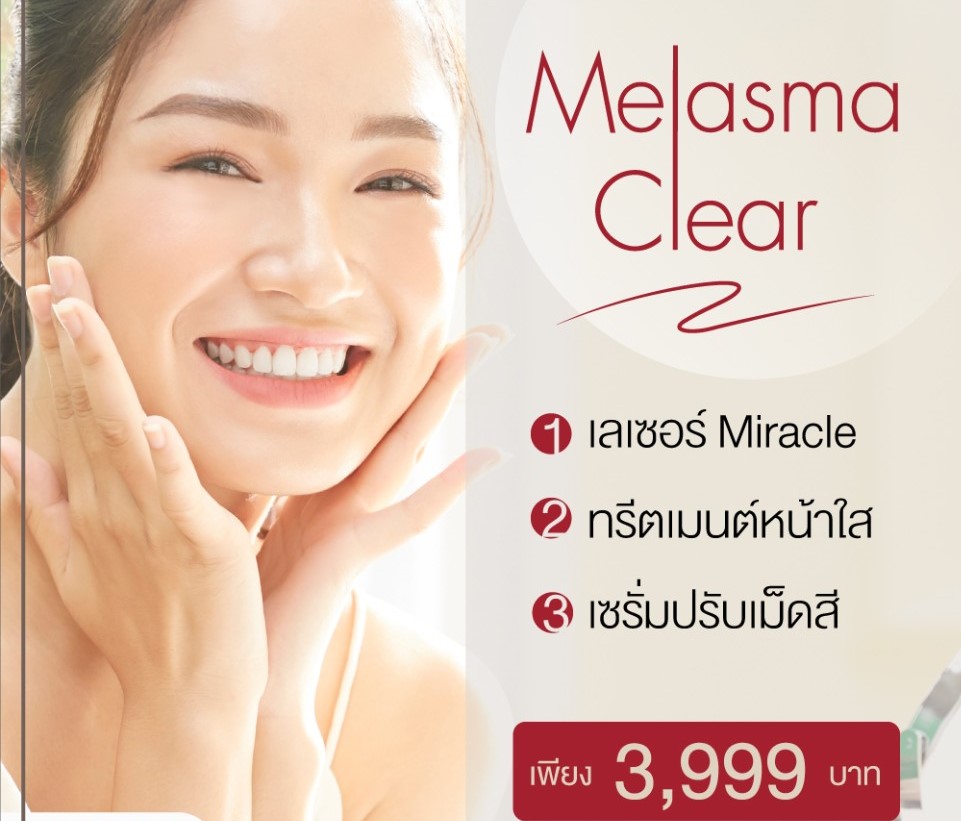 Melasma
Clear
1 เลเซอร์ Miracle
2 ทรีตเมนต์หน้าใส
3 เซรั่มปรับเม็ดสี
เพียง 3,999 บาท